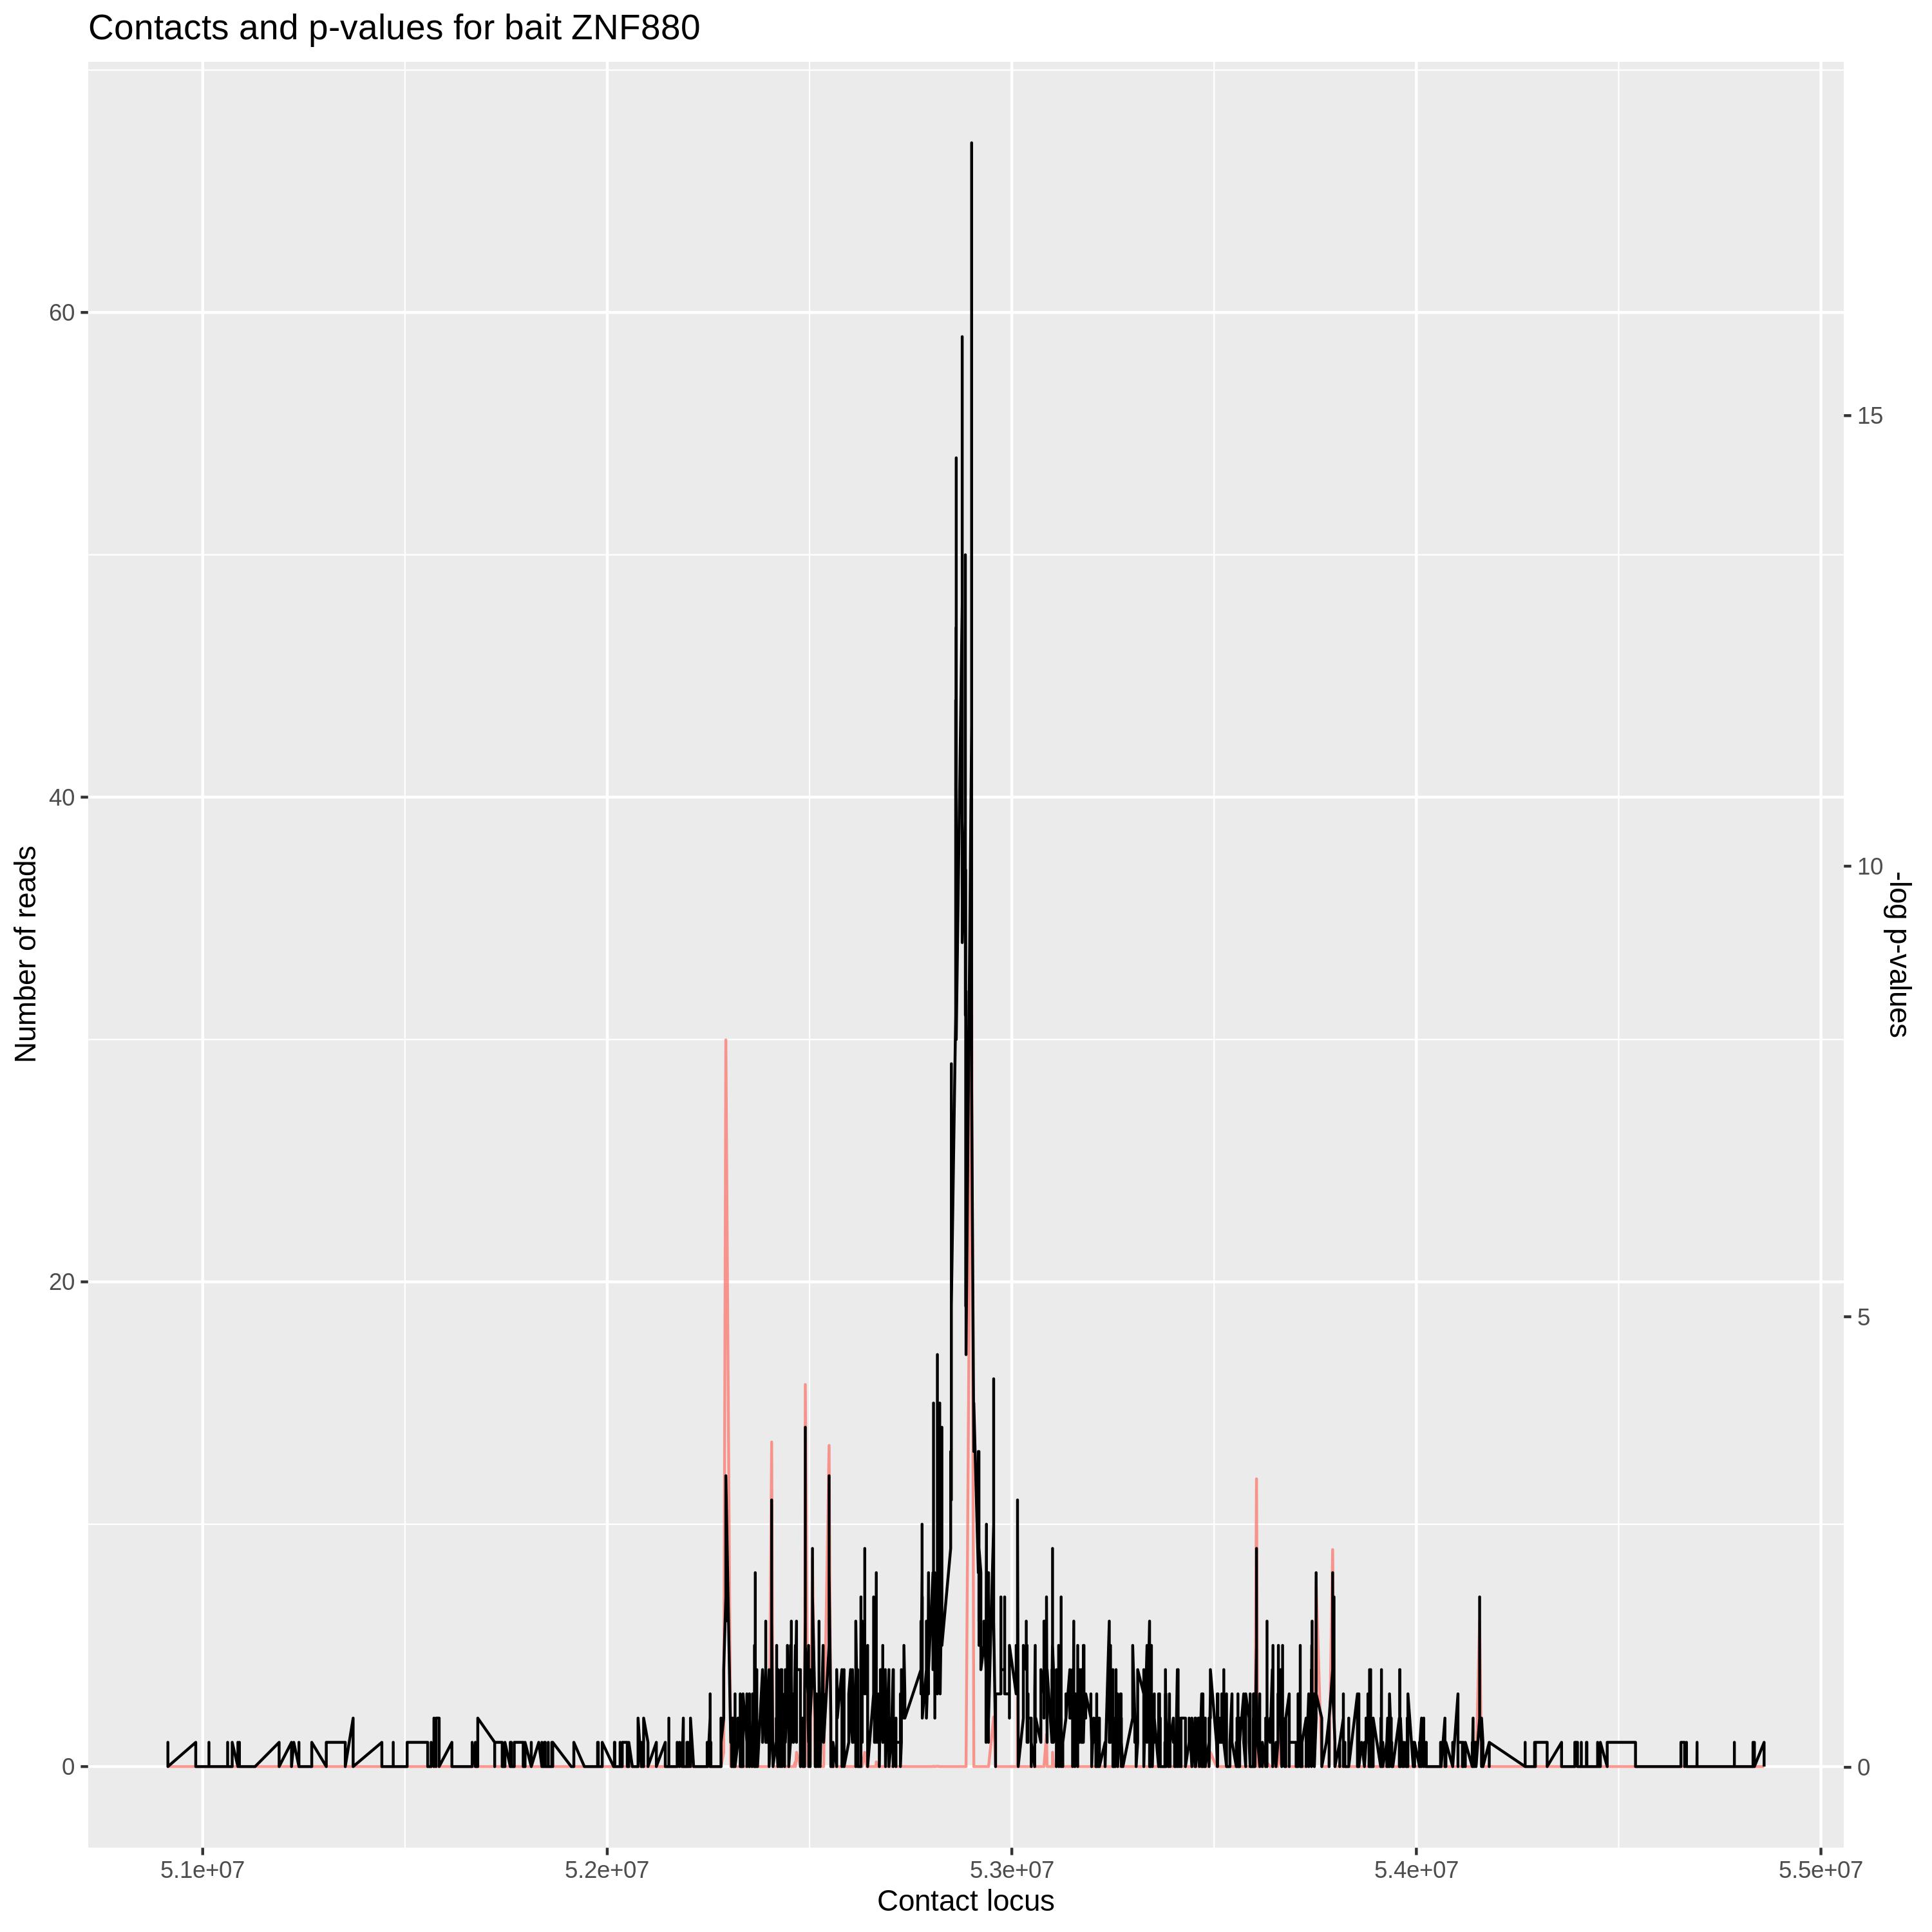 Contacts and p-values for bait ZNF880
60
40
20
0
15
10
5
0
Number of reads
-log p-values
5.1e+07
5.2e+07
5.3e+07
5.4e+07
5.5e+07
Contact locus